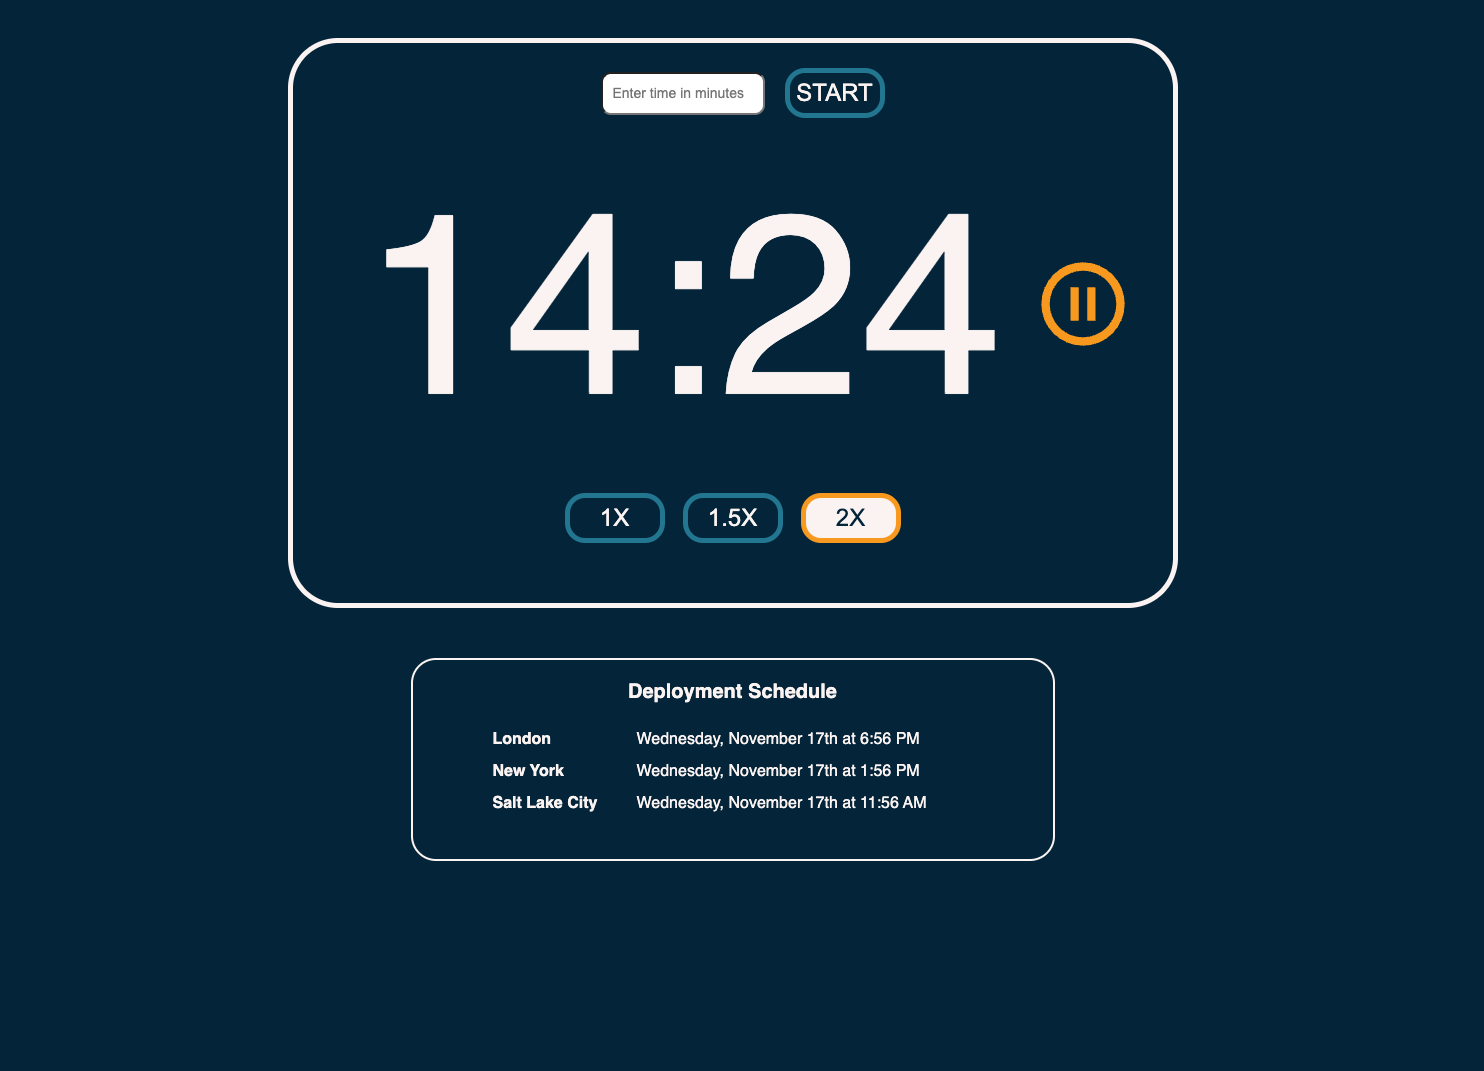 Enter time in minutes START
14:24
1X 1.5X 2X
Deployment Schedule
London Wednesday, November 17th at 6:56 PM
New York Wednesday, November 17th at 1:56 PM
Salt Lake City Wednesday, November 17th at 11:56 AM